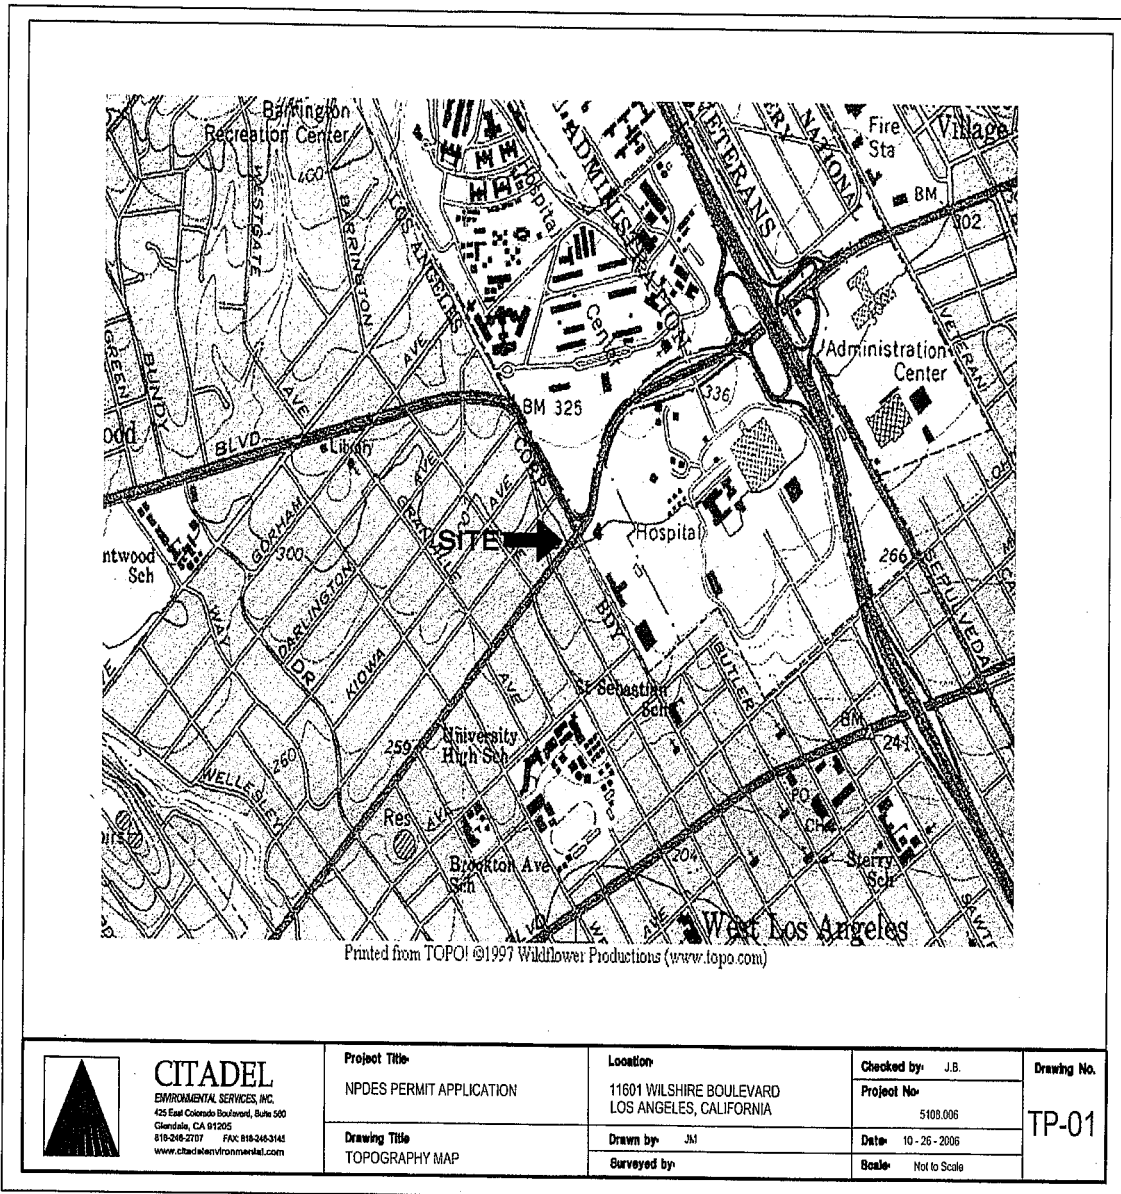 Barrington
Recreation Center
WESTGATE
460
BARRINGTON
LOS ANGELES
Hospital
ADMINISTRATION
VETERANS
NATIONAL
Fire
Sta
Village
BM
302
VETERAN
GREEN
BUNDY
AVE
AVE
Center
336
Administration
Center
BM 325
BLVD
CORP
AVE
AVE
GORHAM
300
SITE
Hospital
266
SEPULVEDA
ntwood
Sch
WAY
DARLINGTON
DR
KIOWA
BDY
BUTLER
AVE
St Sebastian
Sch
BM
241
University
High Sch
259
260
WELLESLEY
Res
AVE
PO
Brockton Ave
Sch
204
Sterry
Sch
BLVD
AVE
West Los Angeles
Printed from TOPO! ©1997 Wildflower Productions (www.topo.com)
CITADEL
ENVIRONMENTAL SERVICES, INC.
425 East Colorado Boulevard, Suite 560
Glendale, CA 91205
818-246-2707 FAX: 818-246-3145
www.citadelenvironmental.com
Project Title:
NPDES PERMIT APPLICATION
Drawing Title
TOPOGRAPHY MAP
Location:
11601 WILSHIRE BOULEVARD
LOS ANGELES, CALIFORNIA
Drawn by: JM
Surveyed by:
Checked by: J.B.
Project No:
5108.006
Date: 10 - 26 - 2006
Scale: Not to Scale
Drawing No.
TP-01